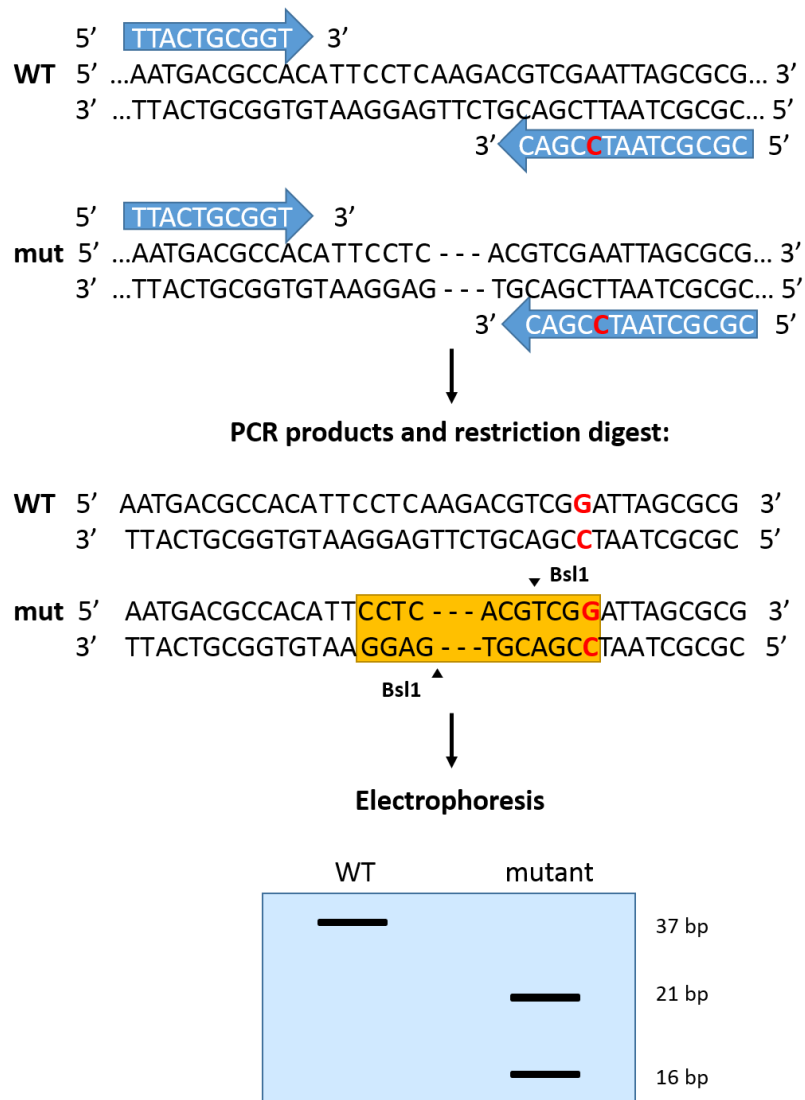 5’ TTACTGCGGT 3’
WT 5’ ...AATGACGCCACATTCCTCAAGACGTCGAATTAGCGCG... 3’
3’ ...TTACTGCGGTGTAAGGAGTTCTGCAGCTTAATCGCGC... 5’
3’ CAGCCTAATCGCGC 5’
5’ TTACTGCGGT 3’
mut 5’ ...AATGACGCCACATTCCTC - - - ACGTCGAATTAGCGCG... 3’
3’ ...TTACTGCGGTGTAAGGAG - - - TGCAGCTTAATCGCGC... 5’
3’ CAGCCTAATCGCGC 5’
PCR products and restriction digest:
WT 5’ AATGACGCCACATTCCTCAAGACGTCGGATTAGCGCG 3’
3’ TTACTGCGGTGTAAGGAGTTCTGCAGCCTAATCGCGC 5’
Bsl1
mut 5’ AATGACGCCACATTCCTC - - - ACGTCGGATTAGCGCG 3’
3’ TTACTGCGGTGTAAGGAG - - -TGCAGCCTAATCGCGC 5’
Bsl1
Electrophoresis
WT mutant
37 bp
21 bp
16 bp